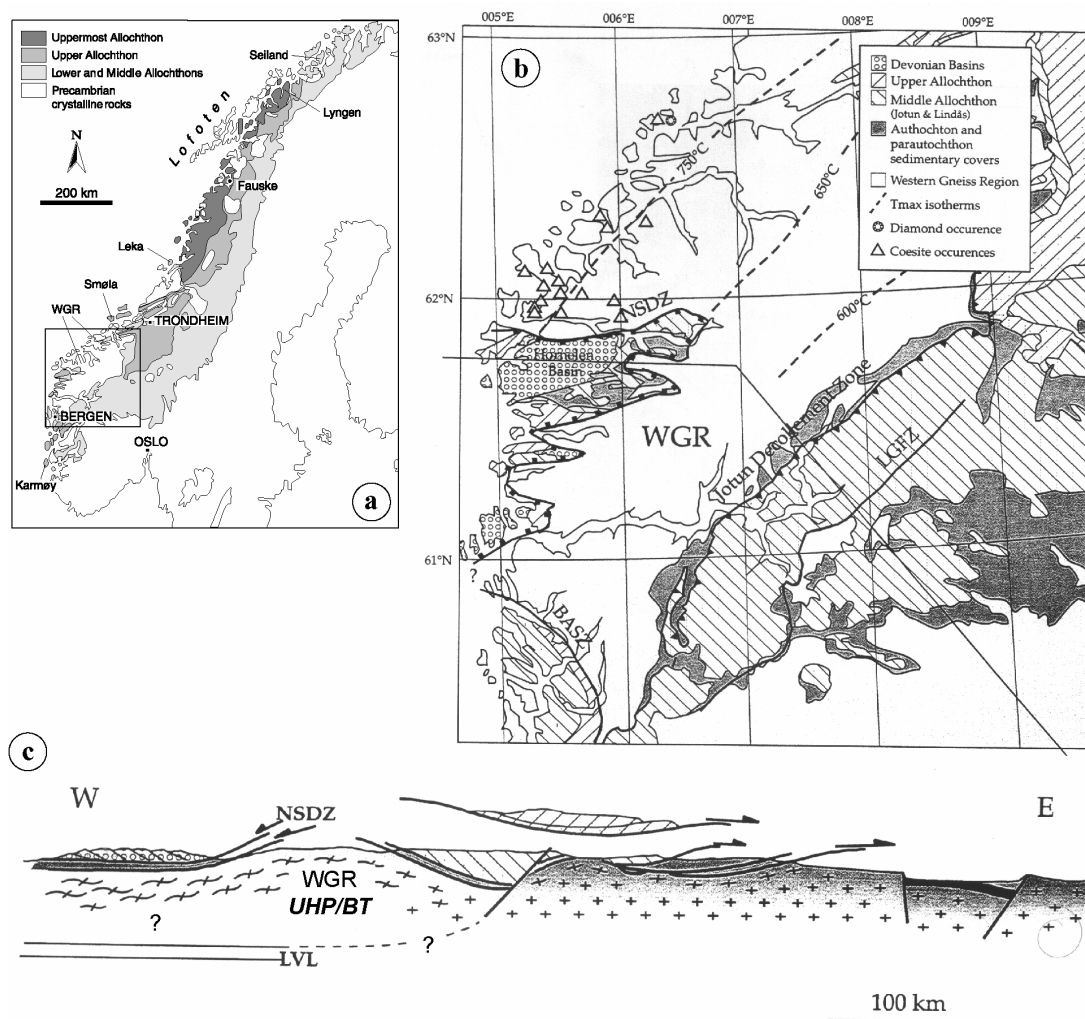 Uppermost Allochthon
Upper Allochthon
Lower and Middle Allochthons
Precambrian
crystalline rocks
N
200 km
Seiland
Lyngen
Lofoten
Fauske
Leka
Smøla
WGR
TRONDHEIM
BERGEN
OSLO
Karmøy
a
005°E
006°E
007°E
008°E
009°E
63°N
b
Devonian Basins
Upper Allochthon
Middle Allochthon
(Jotun & Lindås)
Authochton and
parautochthon
sedimentary covers
Western Gneiss Region
Tmax isotherms
Diamond occurence
Coesite occurences
750°C
650°C
600°C
62°N
NSDZ
Hornelen
Basin
WGR
Jotun Decollement Zone
LGFZ
61°N
?
BASZ
c
W
E
NSDZ
WGR
UHP/BT
?
?
LVL
100 km